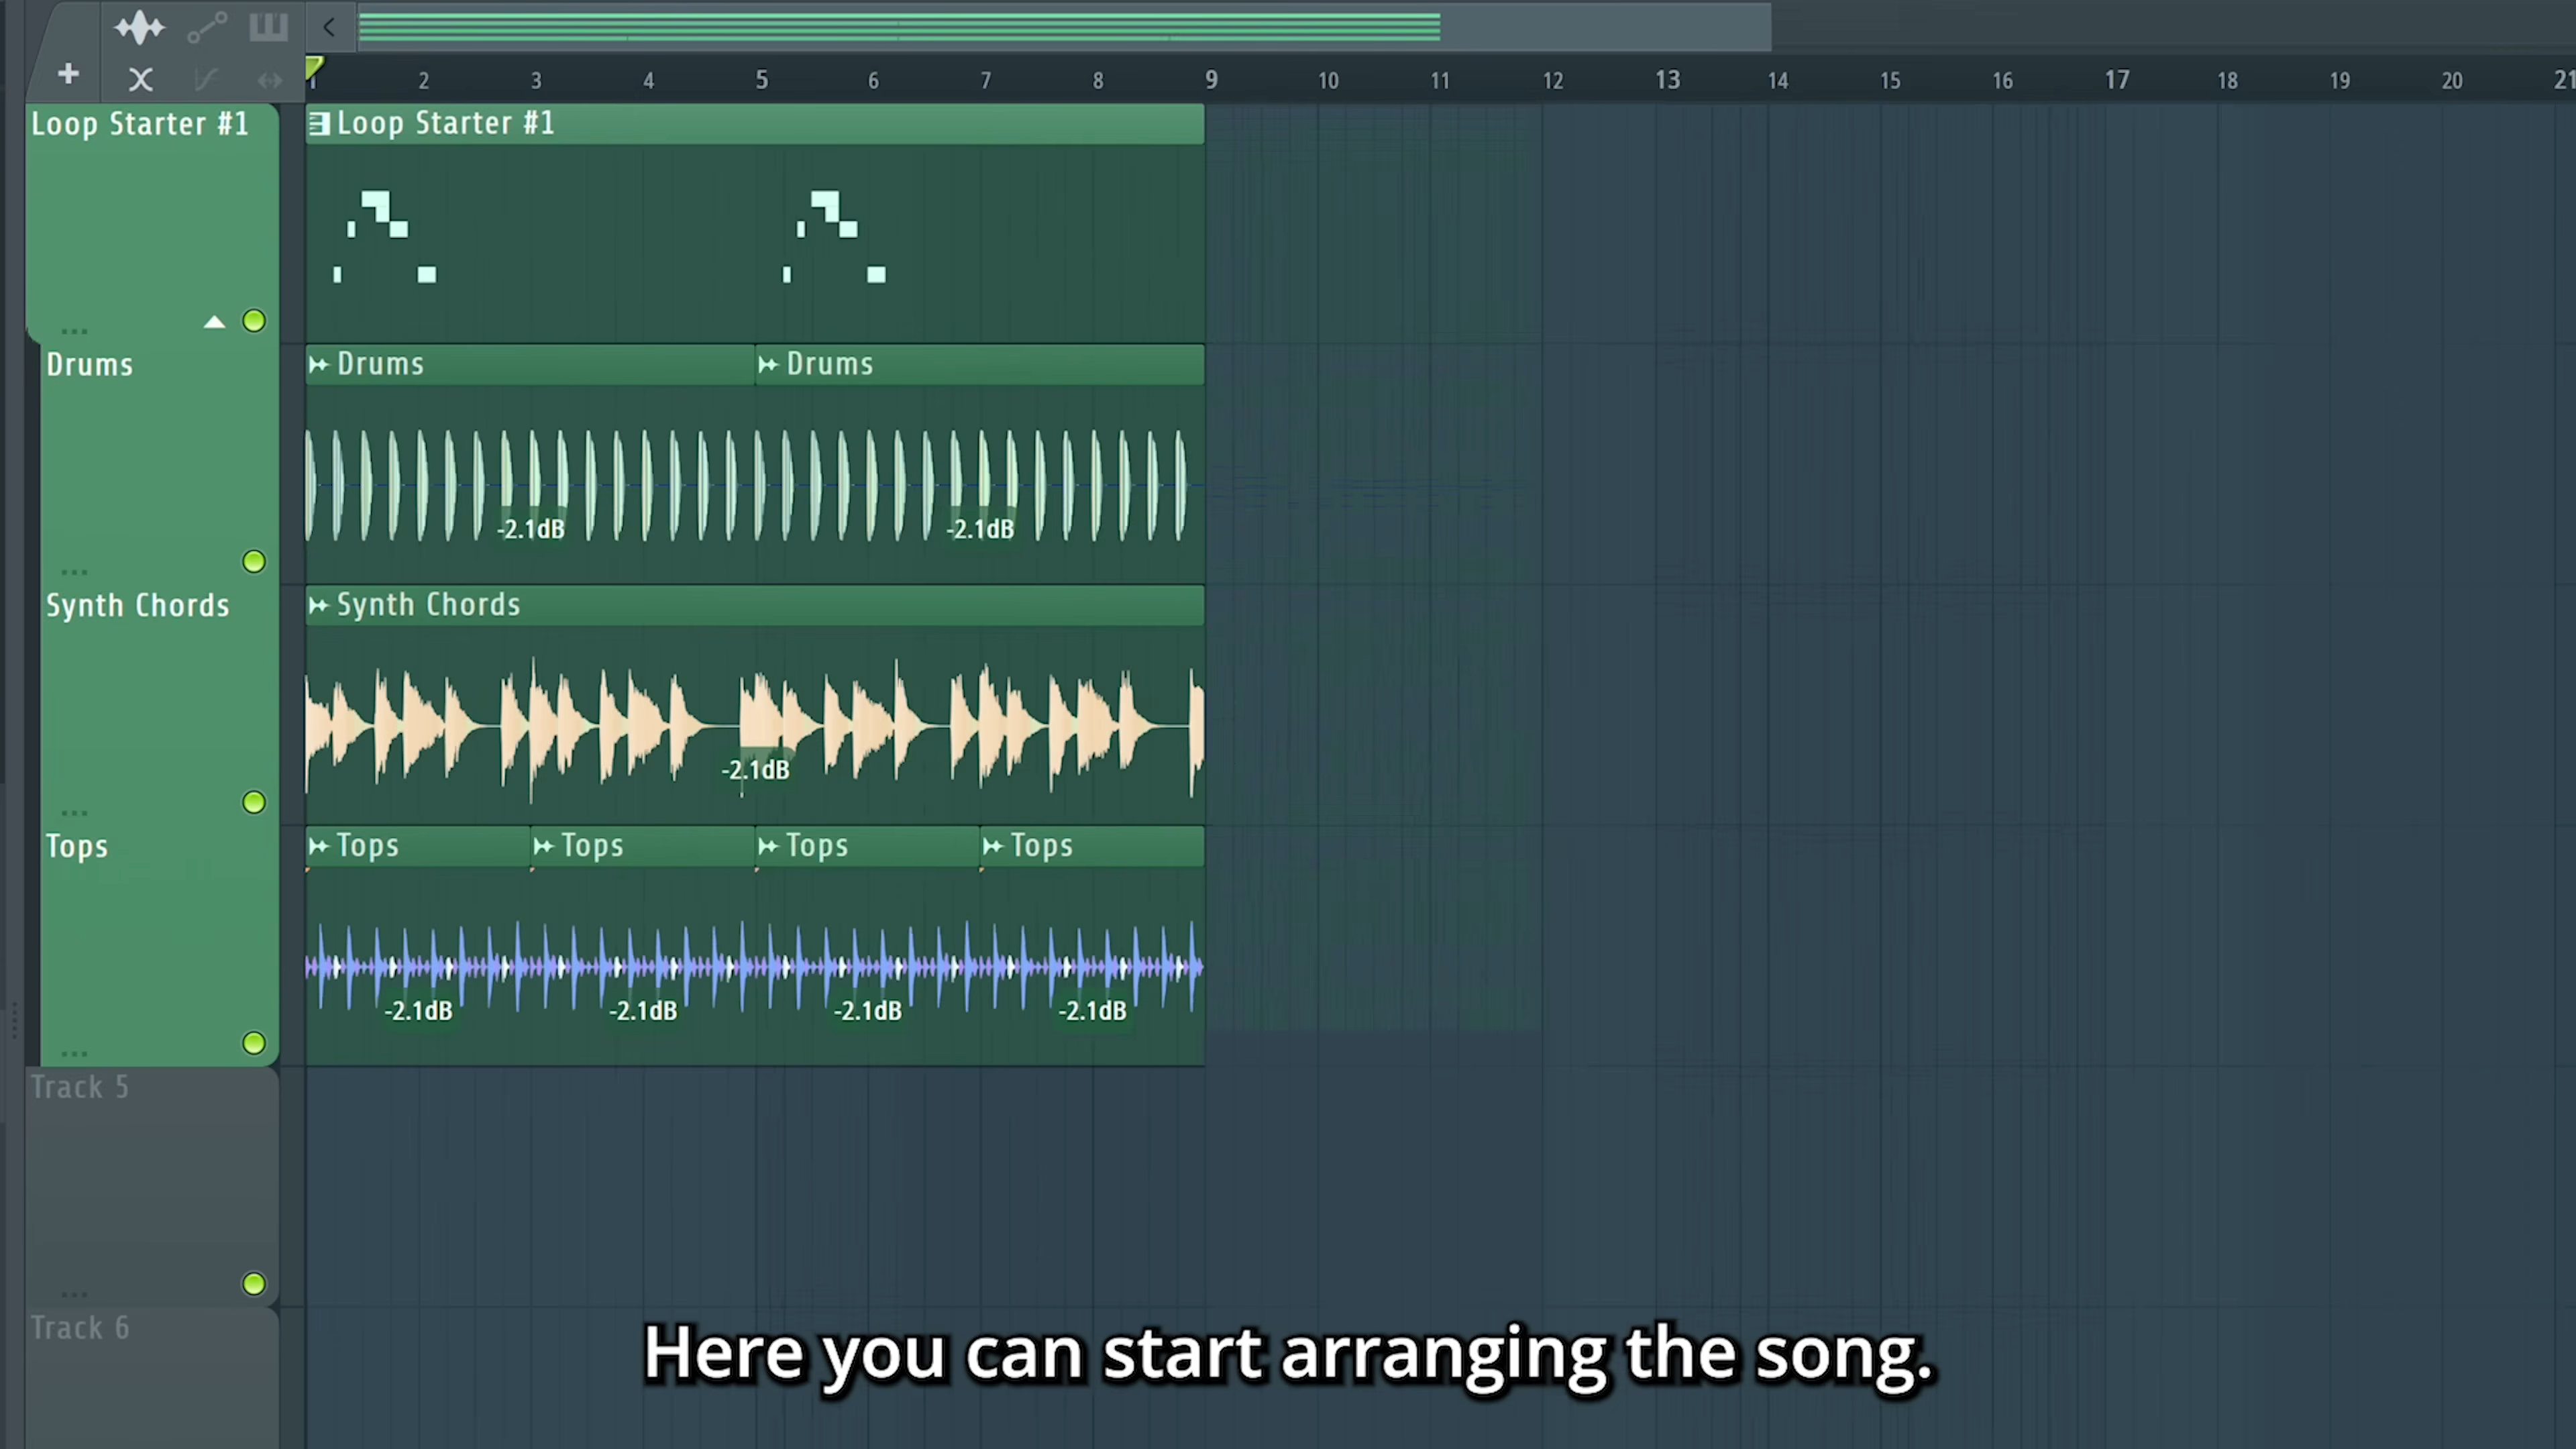 1 2 3 4 5 6 7 8 9 10 11 12 13 14 15 16 17 18 19 20 21
Loop Starter #1 Loop Starter #1
Drums Drums Drums
-2.1dB -2.1dB
Synth Chords Synth Chords
-2.1dB
Tops Tops Tops Tops Tops
-2.1dB -2.1dB -2.1dB -2.1dB
Track 5
Track 6
Here you can start arranging the song.